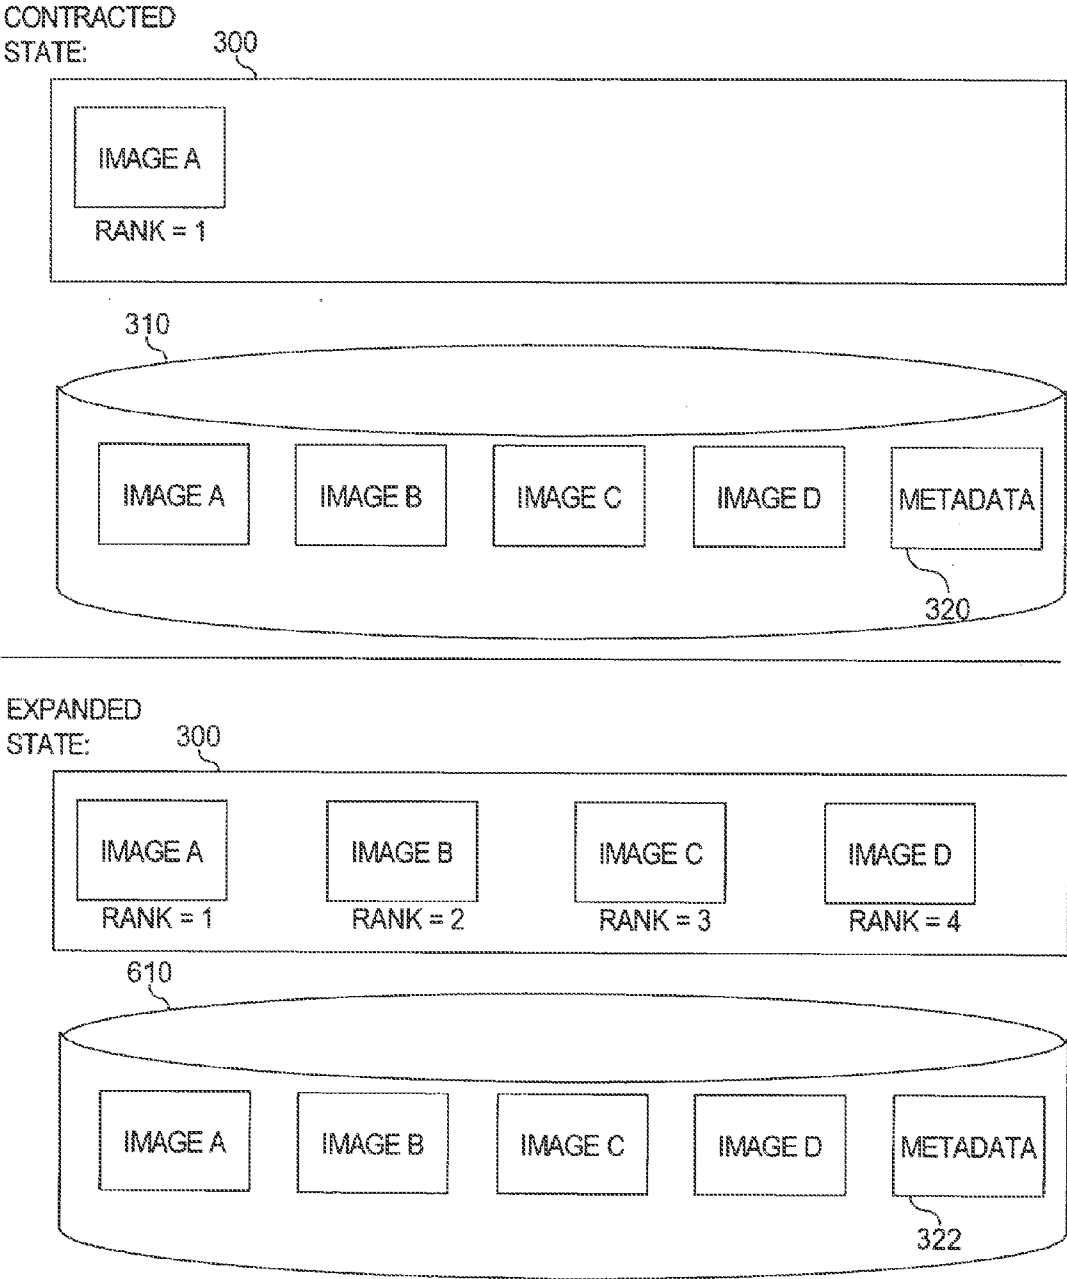 CONTRACTED
STATE:
300
IMAGE A
RANK = 1
310
IMAGE A
IMAGE B
IMAGE C
IMAGE D
METADATA
320
EXPANDED
STATE:
300
IMAGE A
IMAGE B
IMAGE C
IMAGE D
RANK = 1
RANK = 2
RANK = 3
RANK = 4
610
IMAGE A
IMAGE B
IMAGE C
IMAGE D
METADATA
322